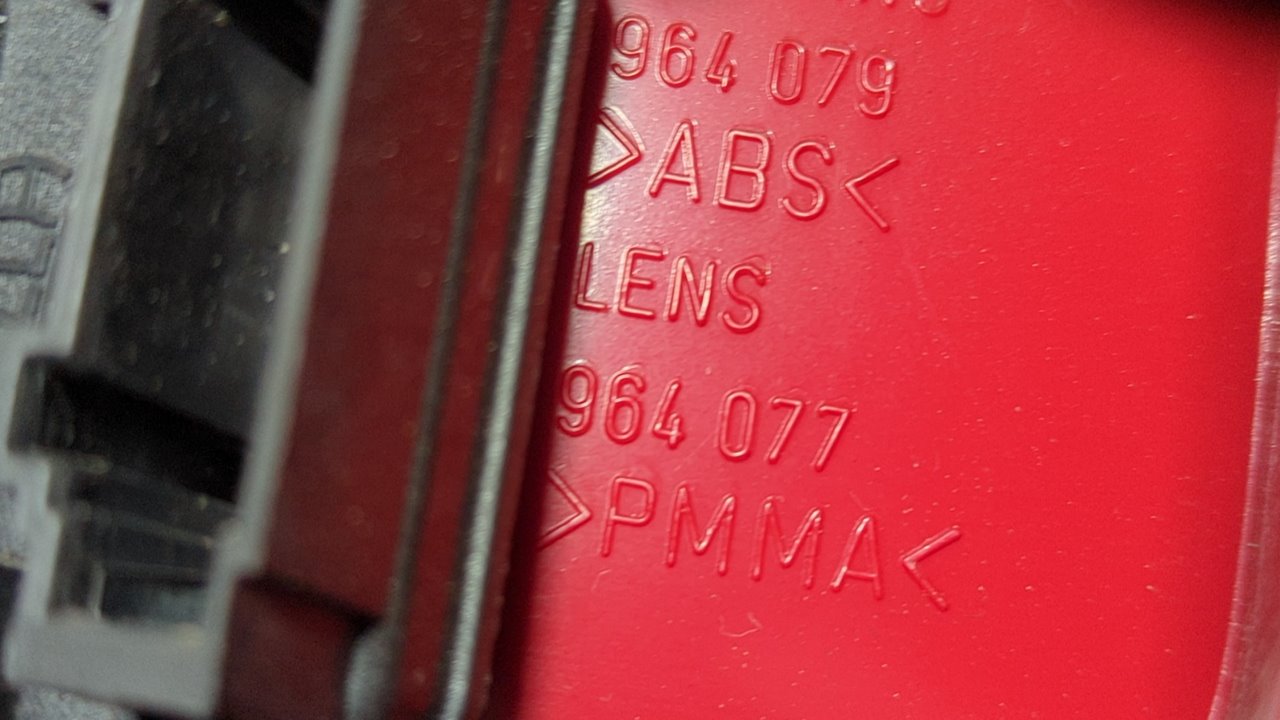 964 079
>ABS<
LENS
964 077
>PMMA<